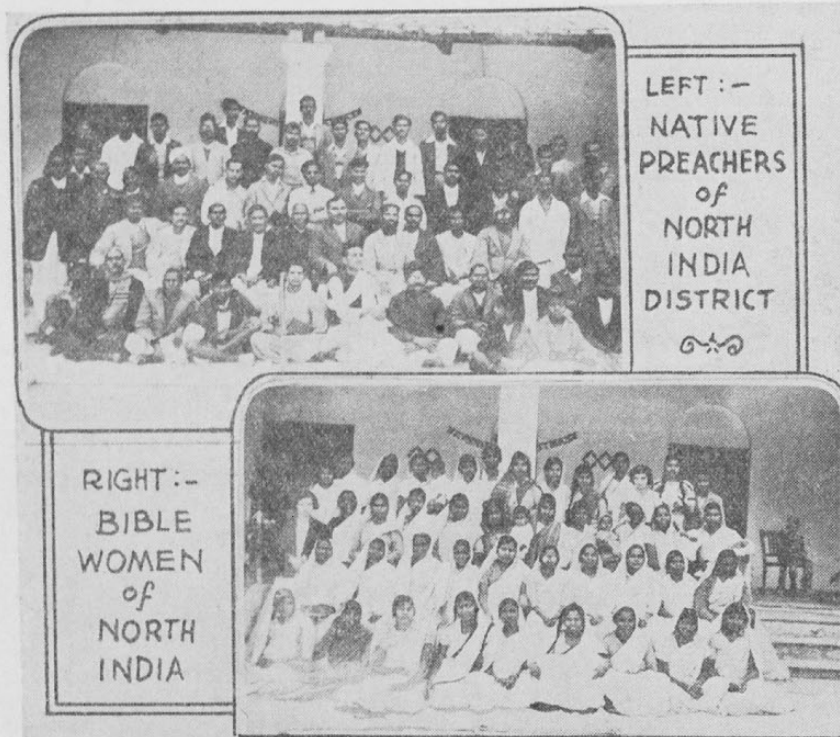 LEFT :-
NATIVE
PREACHERS
of
NORTH
INDIA
DISTRICT
RIGHT:-
BIBLE
WOMEN
of
NORTH
INDIA